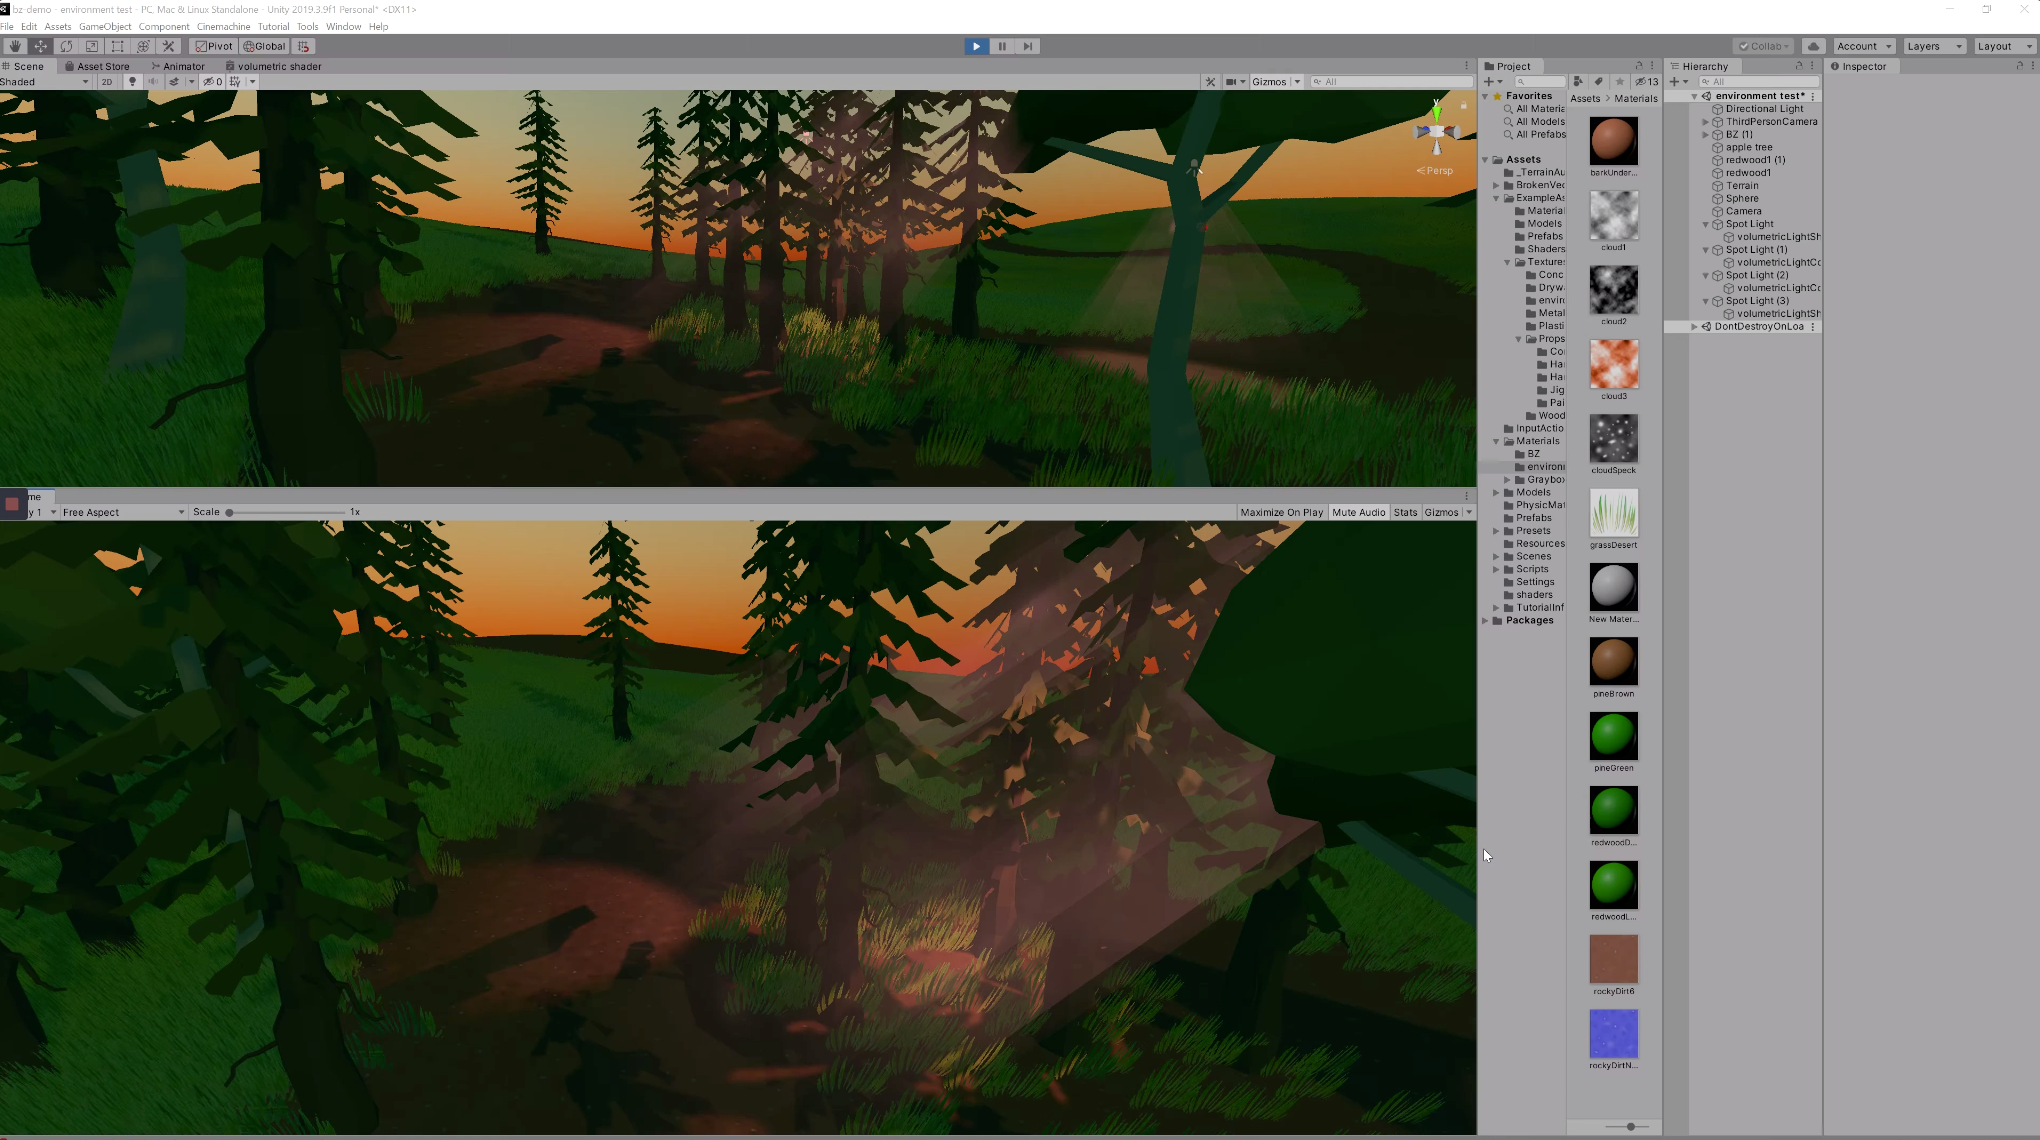 bz-demo - environment test - PC, Mac & Linux Standalone - Unity 2019.3.9f1 Personal* <DX11>
File Edit Assets GameObject Component Cinemachine Tutorial Tools Window Help
Pivot Global Collab Account Layers Layout
Scene Asset Store Animator volumetric shader
Shaded 2D 0 Gizmos All
y
Persp
me
y 1 Free Aspect Scale 1x Maximize On Play Mute Audio Stats Gizmos
Project
13
Favorites
All Materia
All Models
All Prefabs
Assets
_TerrainAu
BrokenVec
ExampleAs
Material
Models
Prefabs
Shaders
Texture
Conc
Dryw
envir
Metal
Plasti
Props
Co
Ha
Ha
Jig
Pai
Wood
InputActio
Materials
BZ
environ
Graybox
Models
PhysicMat
Prefabs
Presets
Resources
Scenes
Scripts
Settings
shaders
TutorialInf
Packages
Assets > Materials
barkUnder...
cloud1
cloud2
cloud3
cloudSpeck
grassDesert
New Mater...
pineBrown
pineGreen
redwoodD...
redwoodL...
rockyDirt6
rockyDirtN...
Hierarchy
All
environment test*
Directional Light
ThirdPersonCamera
BZ (1)
apple tree
redwood1 (1)
redwood1
Terrain
Sphere
Camera
Spot Light
volumetricLightSh
Spot Light (1)
volumetricLightCo
Spot Light (2)
volumetricLightCo
Spot Light (3)
volumetricLightSh
DontDestroyOnLoa
Inspector